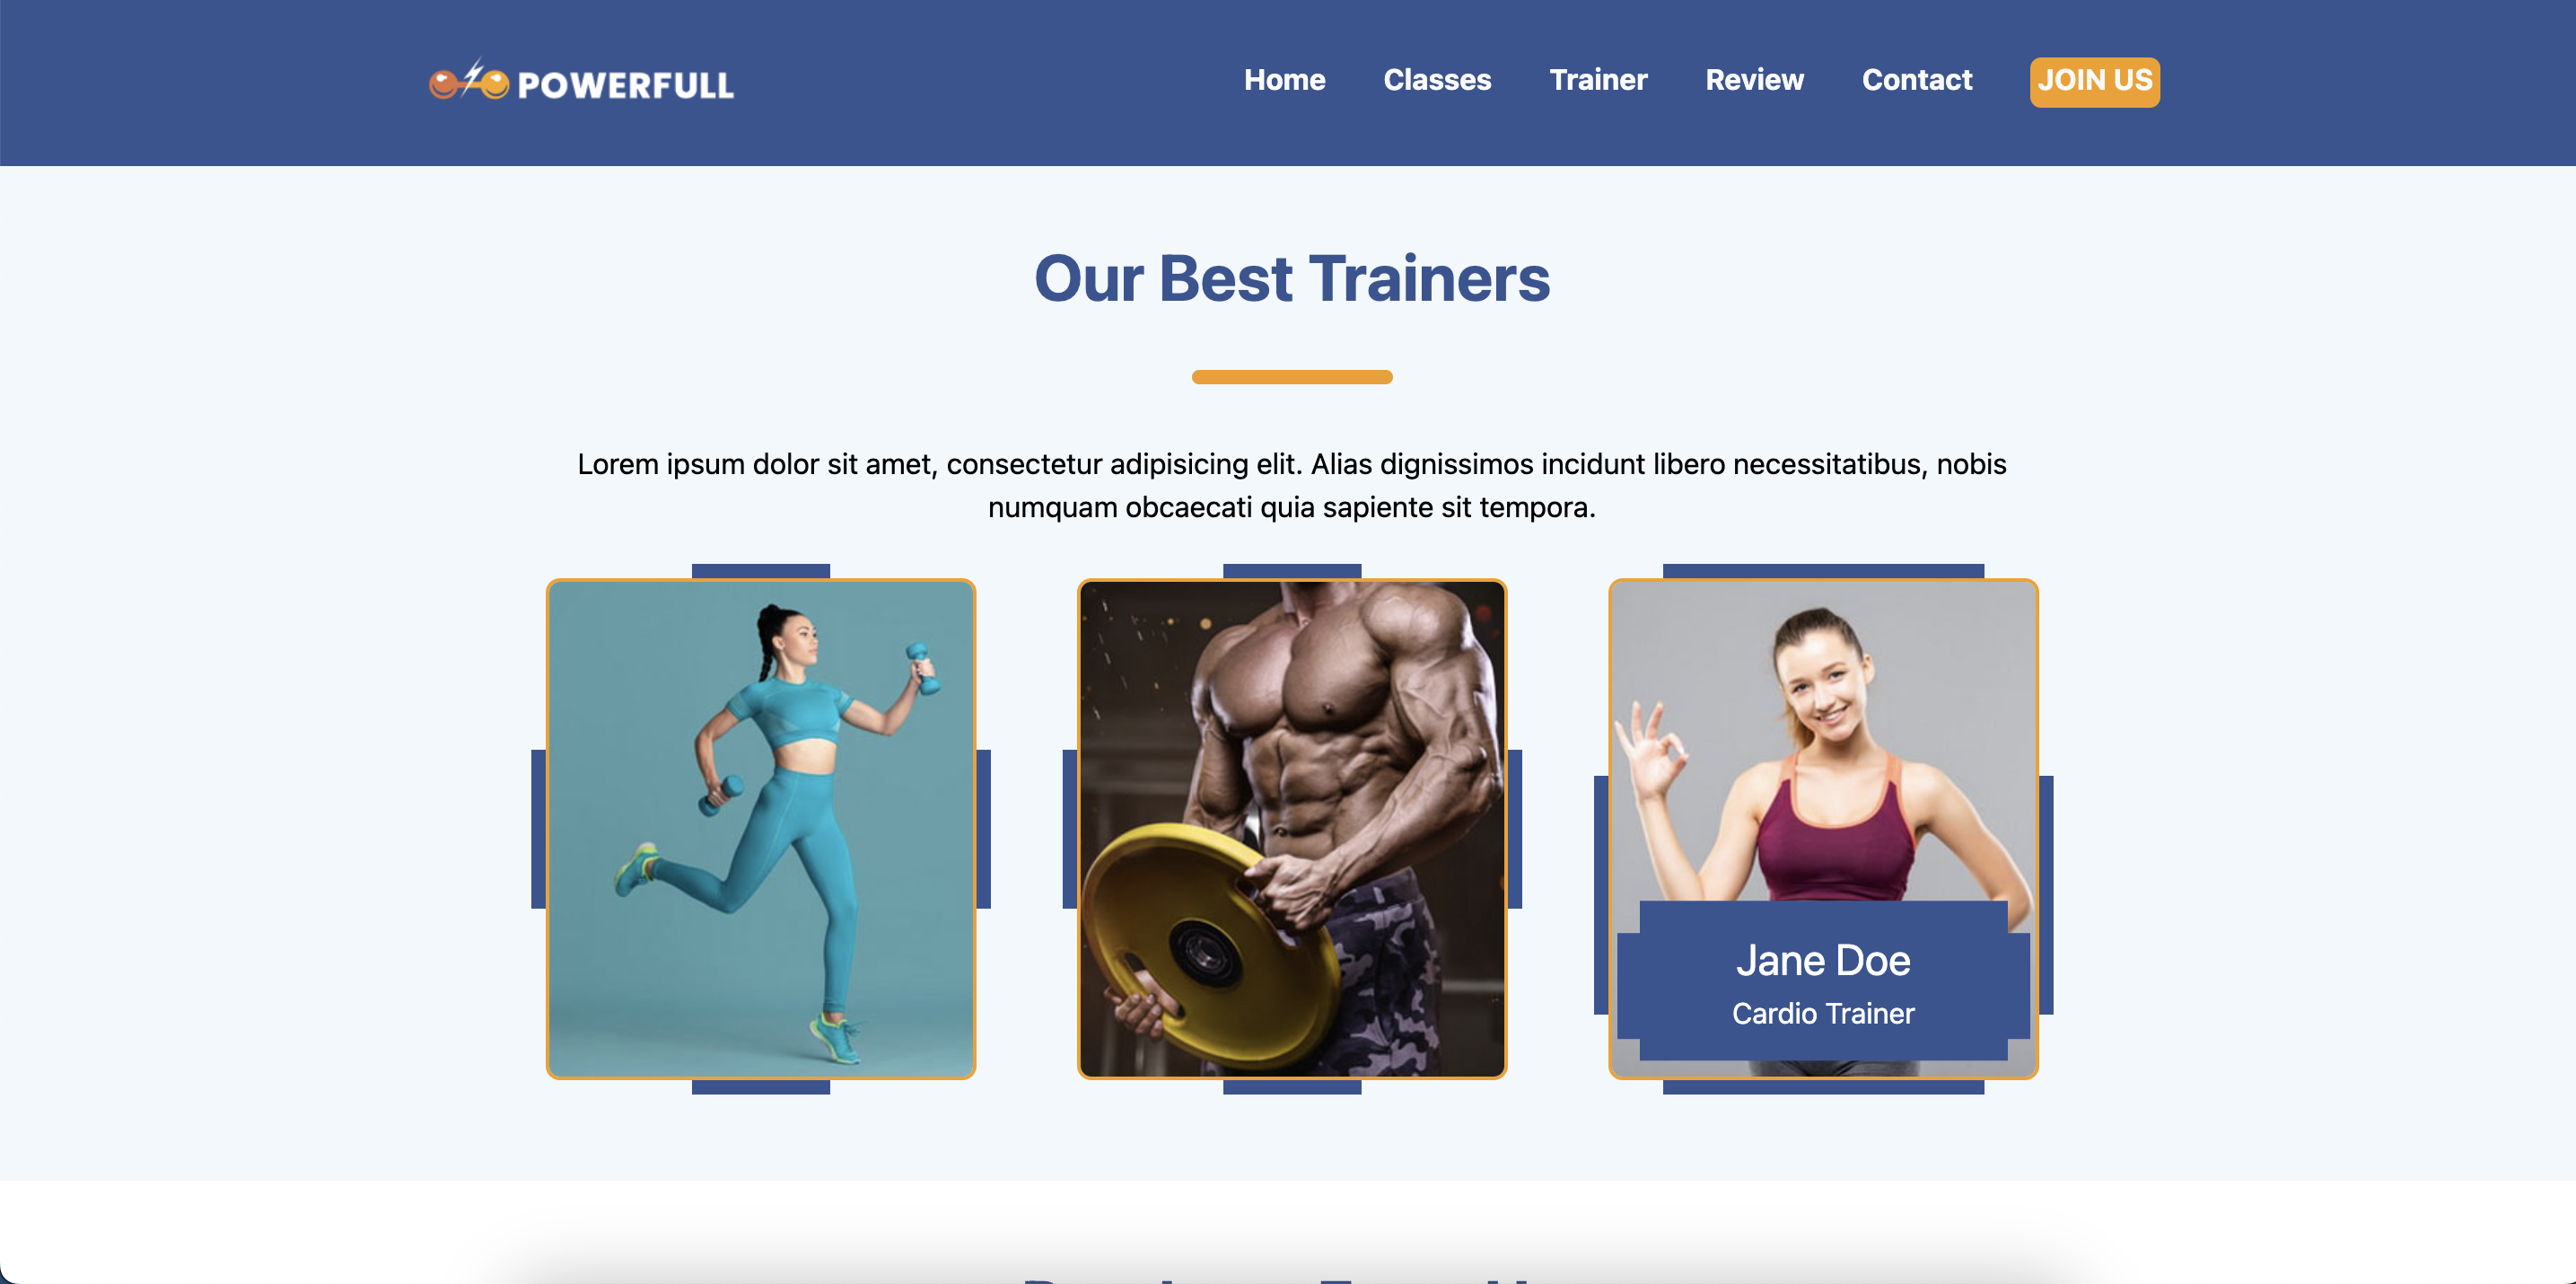 POWERFULL
Home Classes Trainer Review Contact JOIN US
Our Best Trainers
Lorem ipsum dolor sit amet, consectetur adipisicing elit. Alias dignissimos incidunt libero necessitatibus, nobis
numquam obcaecati quia sapiente sit tempora.
Jane Doe
Cardio Trainer